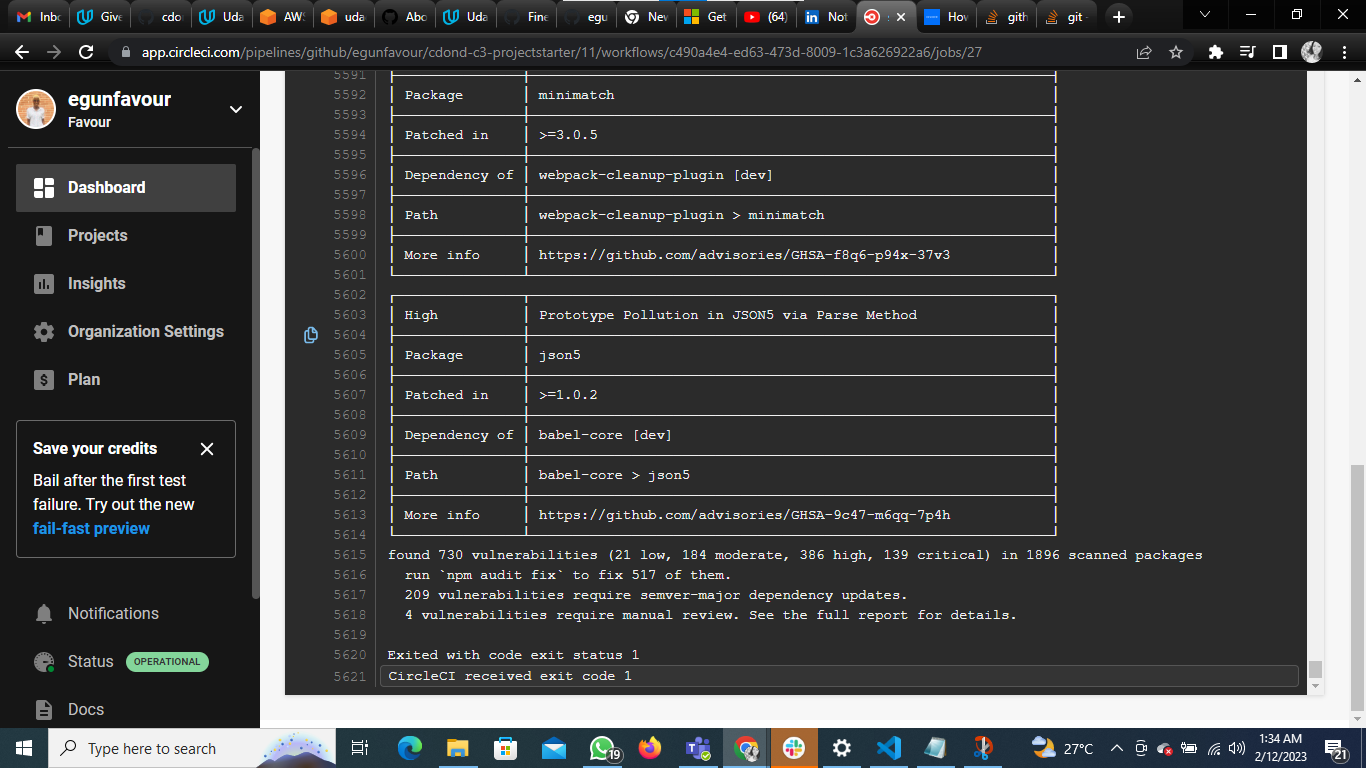 Inbo
Give
cdo
Uda
AWS
uda
Abo
Uda
Fine
egu
Nev
Get
(64)
Not
s
How
gith
git
app.circleci.com/pipelines/github/egunfavour/cdond-c3-projectstarter/11/workflows/c490a4e4-ed63-473d-8009-1c3a626922a6/jobs/27
egunfavour
Favour
Dashboard
Projects
Insights
Organization Settings
Plan
Save your credits
Bail after the first test
failure. Try out the new
fail-fast preview
Notifications
Status OPERATIONAL
Docs
5591
5592 Package minimatch
5593
5594 Patched in >=3.0.5
5595
5596 Dependency of webpack-cleanup-plugin [dev]
5597
5598 Path webpack-cleanup-plugin > minimatch
5599
5600 More info https://github.com/advisories/GHSA-f8q6-p94x-37v3
5601
5602
5603 High Prototype Pollution in JSON5 via Parse Method
5604
5605 Package json5
5606
5607 Patched in >=1.0.2
5608
5609 Dependency of babel-core [dev]
5610
5611 Path babel-core > json5
5612
5613 More info https://github.com/advisories/GHSA-9c47-m6qq-7p4h
5614
5615 found 730 vulnerabilities (21 low, 184 moderate, 386 high, 139 critical) in 1896 scanned packages
5616 run `npm audit fix` to fix 517 of them.
5617 209 vulnerabilities require semver-major dependency updates.
5618 4 vulnerabilities require manual review. See the full report for details.
5619
5620 Exited with code exit status 1
5621 CircleCI received exit code 1
Type here to search
19
27°C
1:34 AM
2/12/2023
21